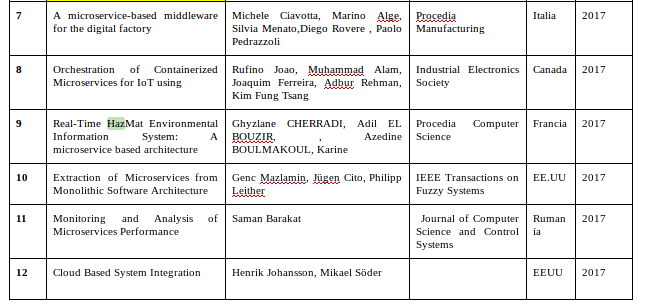 7 A microservice-based middleware Michele Ciavotta, Marino Alge, Procedia Italia 2017
for the digital factory Silvia Menato,Diego Rovere , Paolo Manufacturing
Pedrazzoli
8 Orchestration of Containerized Rufino Joao, Muhammad Alam, Industrial Electronics Canada 2017
Microservices for IoT using Joaquim Ferreira, Adhur Rehman, Society
Kim Fung Tsang
9 Real-Time HazMat Environmental Ghyzlane CHERRADI, Adil EL Procedia Computer Francia 2017
Information System: A BOUZIR, , Azedine Science
microservice based architecture BOULMAKOUL, Karine
10 Extraction of Microservices from Genc Mazlamin, Jürgen Cito, Philipp IEEE Transactions on EE.UU 2017
Monolithic Software Architecture Leither Fuzzy Systems
11 Monitoring and Analysis of Saman Barakat Journal of Computer Ruman 2017
Microservices Performance Science and Control ía
Systems
12 Cloud Based System Integration Henrik Johansson, Mikael Söder EEUU 2017